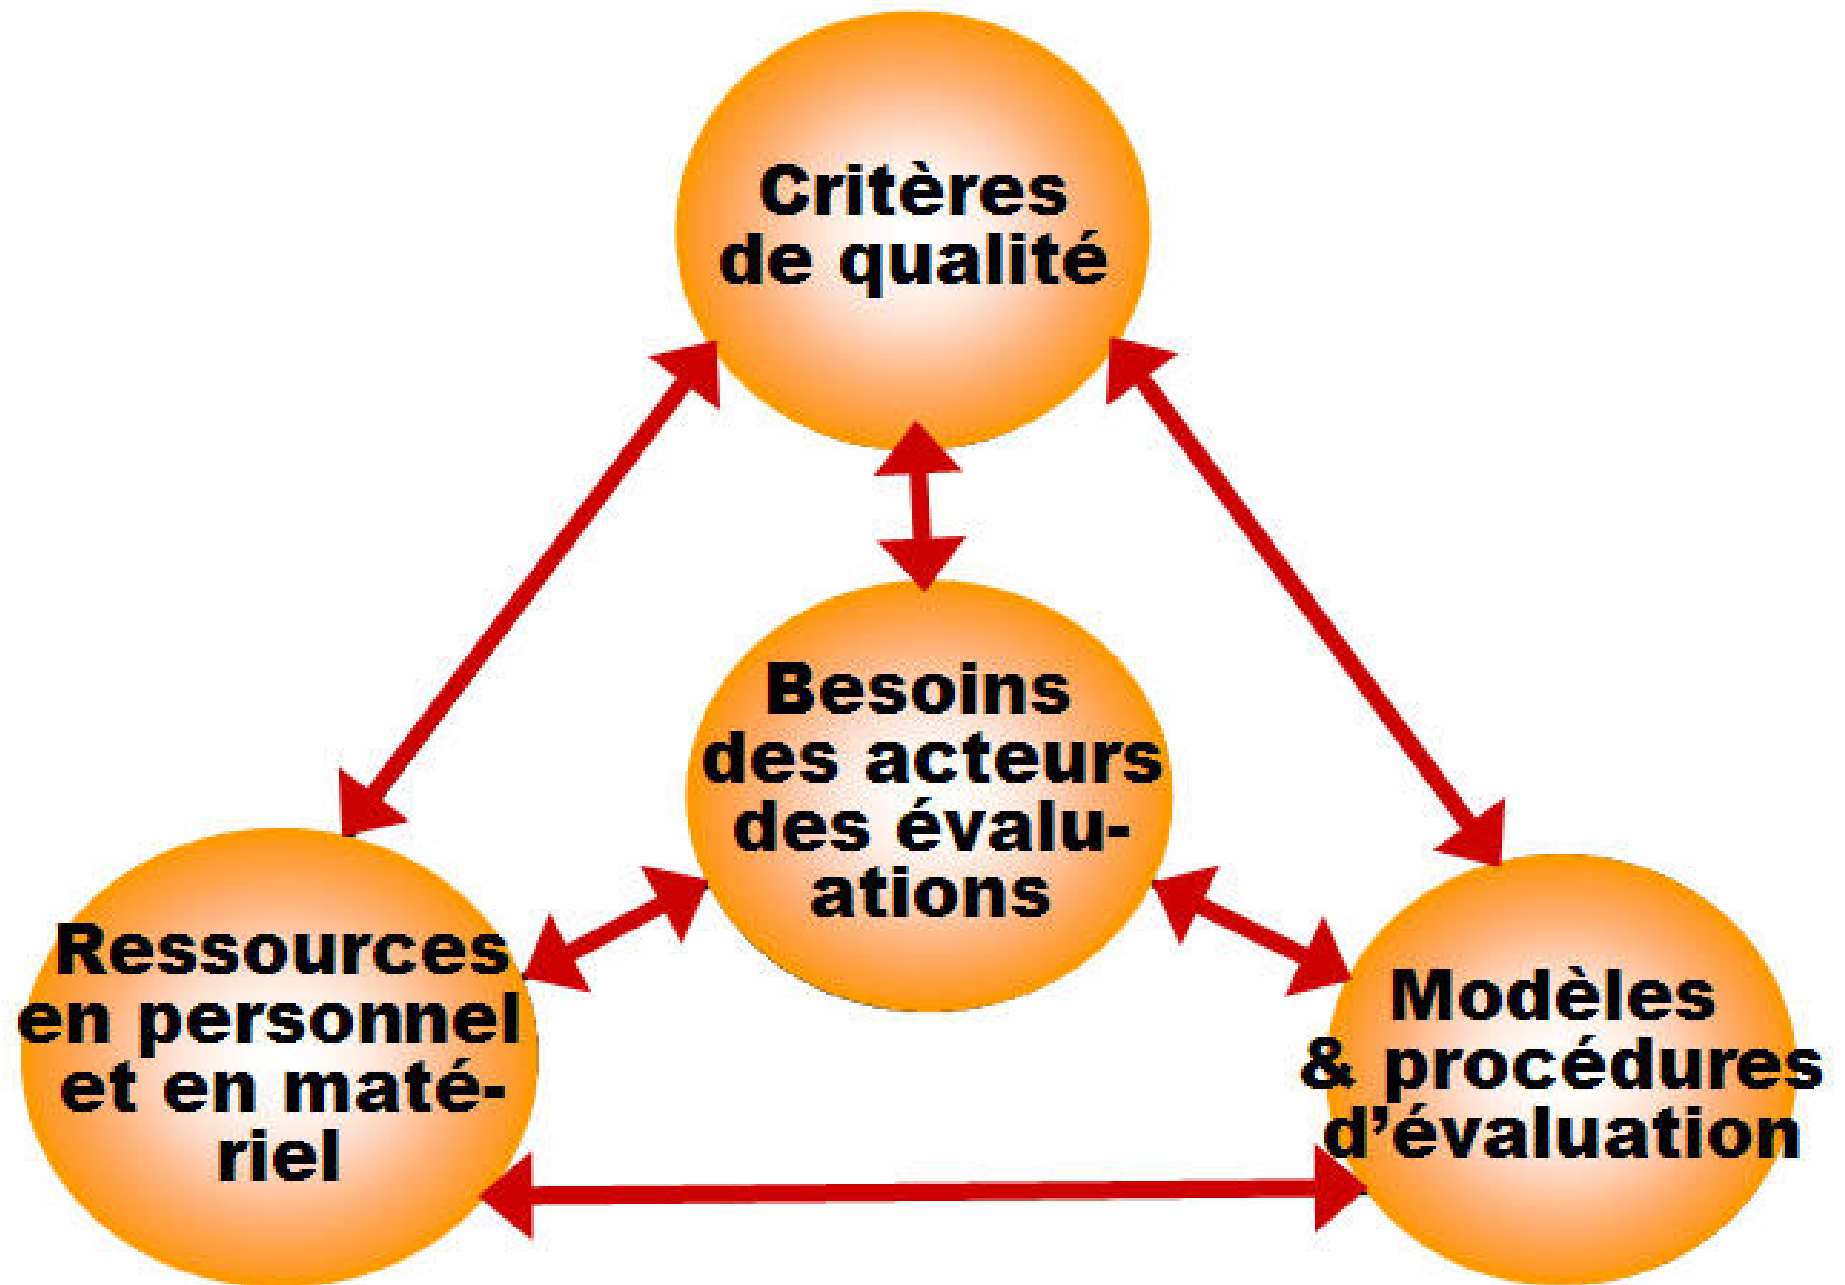 Critères
de qualité
Besoins
des acteurs
des évalu-
ations
Ressources
en personnel
et en maté-
riel
Modèles
& procédures
d’évaluation